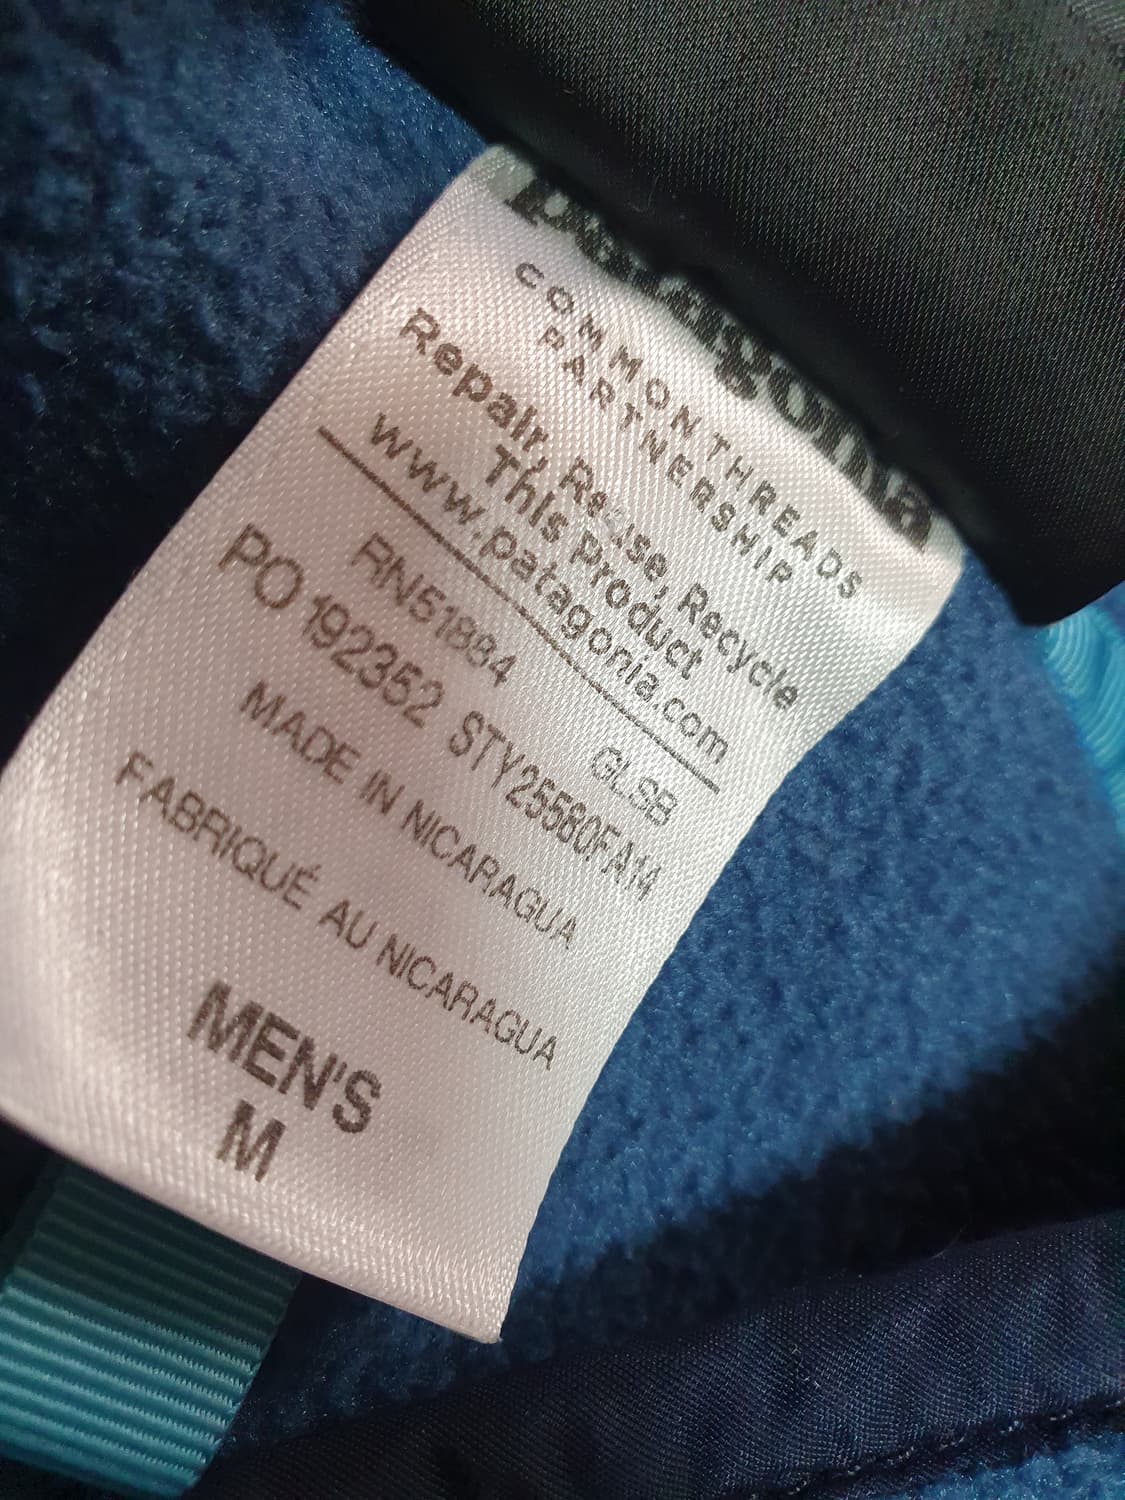 patagonia
COMMON THREADS
PARTNERSHIP
Repair, Reuse, Recycle
This Product
www.patagonia.com
RN51884 GLSB
PO 192352 STY25580FA14
MADE IN NICARAGUA
FABRIQUÉ AU NICARAGUA
MEN'S
M